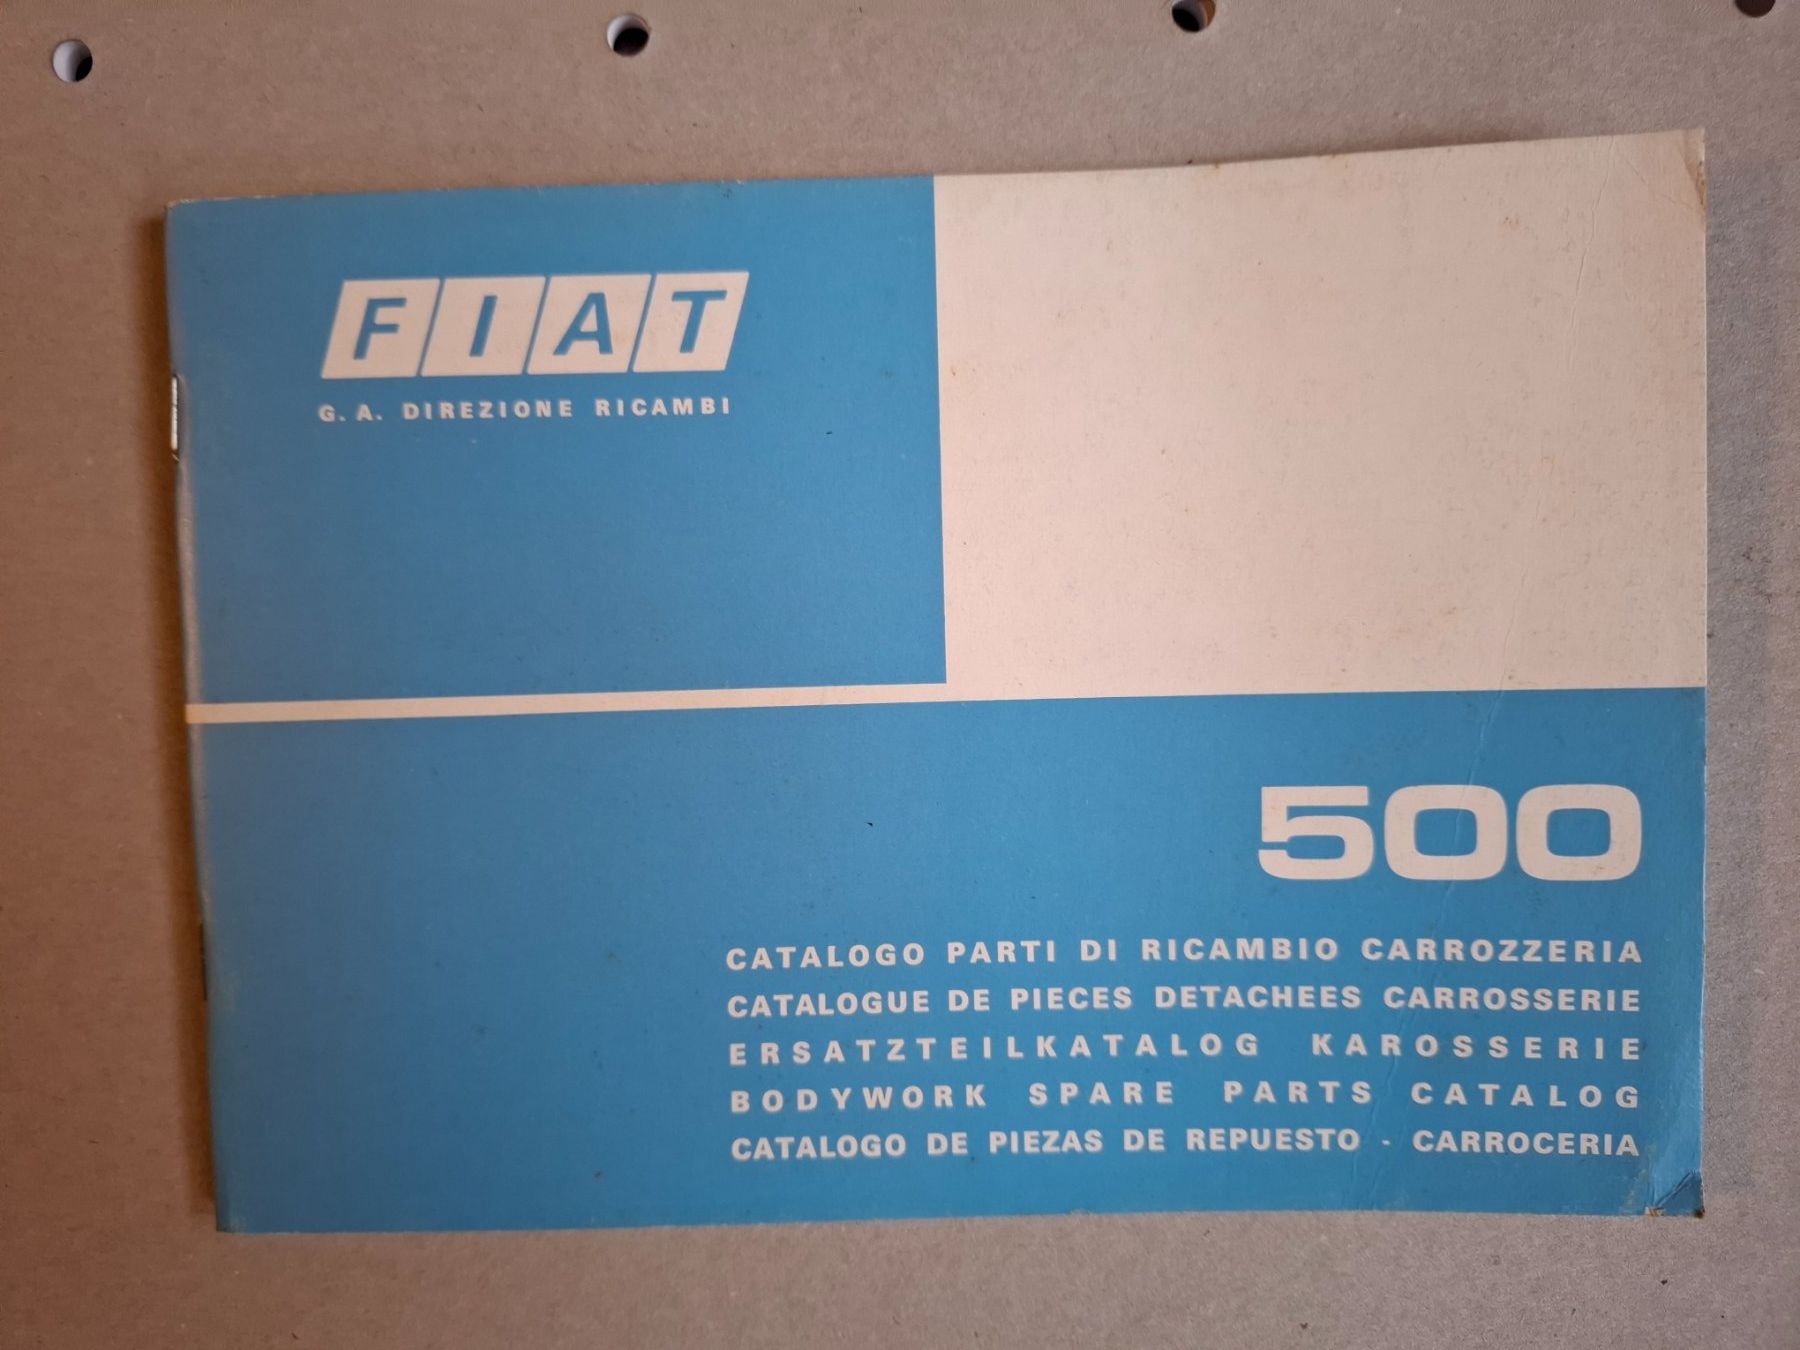 FIAT
G. A. DIREZIONE RICAMBI
500
CATALOGO PARTI DI RICAMBIO CARROZZERIA
CATALOGUE DE PIECES DETACHEES CARROSSERIE
ERSATZTEILKATALOG KAROSSERIE
BODYWORK SPARE PARTS CATALOG
CATALOGO DE PIEZAS DE REPUESTO - CARROCERIA